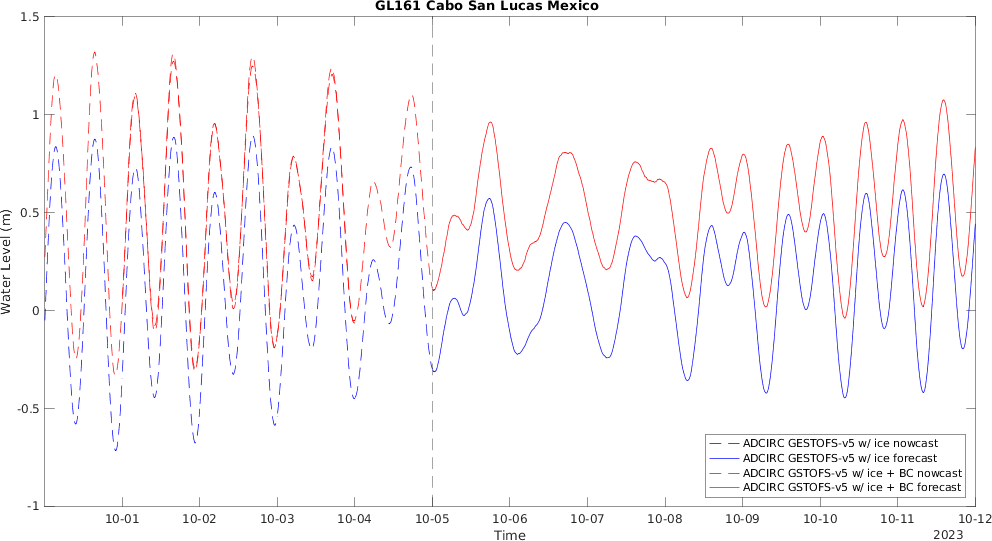 GL161 Cabo San Lucas Mexico
1.5
1
0.5
0
-0.5
-1
Water Level (m)
10-01 10-02 10-03 10-04 10-05 10-06 10-07 10-08 10-09 10-10 10-11 10-12
Time
2023
ADCIRC GESTOFS-v5 w/ ice nowcast
ADCIRC GESTOFS-v5 w/ ice forecast
ADCIRC GSTOFS-v5 w/ ice + BC nowcast
ADCIRC GSTOFS-v5 w/ ice + BC forecast